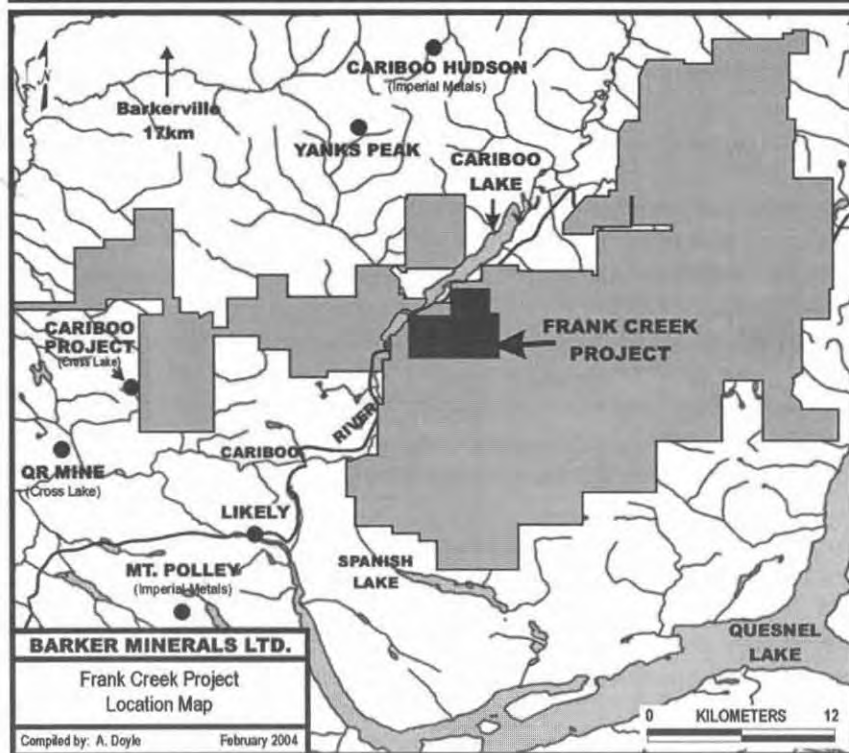 N
CARIBOO HUDSON
(Imperial Metals)
Barkerville
17km
YANKS PEAK
CARIBOO
LAKE
CARIBOO
PROJECT
(Cross Lake)
FRANK CREEK
PROJECT
RIVER
CARIBOO
QR MINE
(Cross Lake)
LIKELY
SPANISH
LAKE
MT. POLLEY
(Imperial Metals)
QUESNEL
LAKE
BARKER MINERALS LTD.
Frank Creek Project
Location Map
Compiled by: A. Doyle February 2004
0 KILOMETERS 12